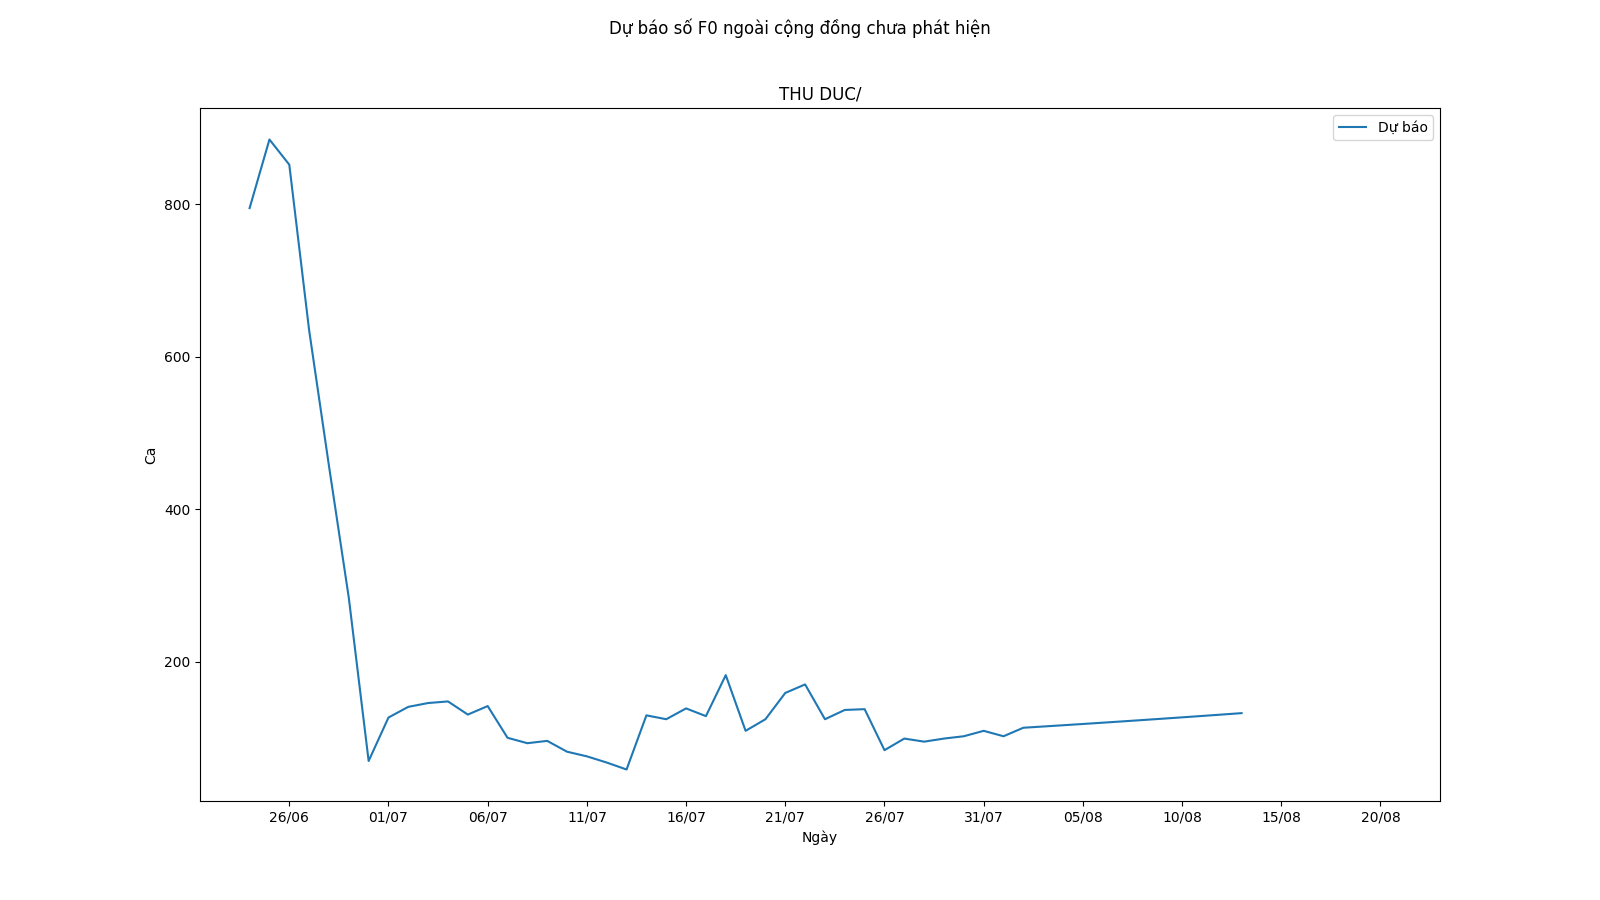 Dự báo số F0 ngoài cộng đồng chưa phát hiện
THU DUC/
Dự báo
800
600
400
200
Ca
26/06 01/07 06/07 11/07 16/07 21/07 26/07 31/07 05/08 10/08 15/08 20/08
Ngày